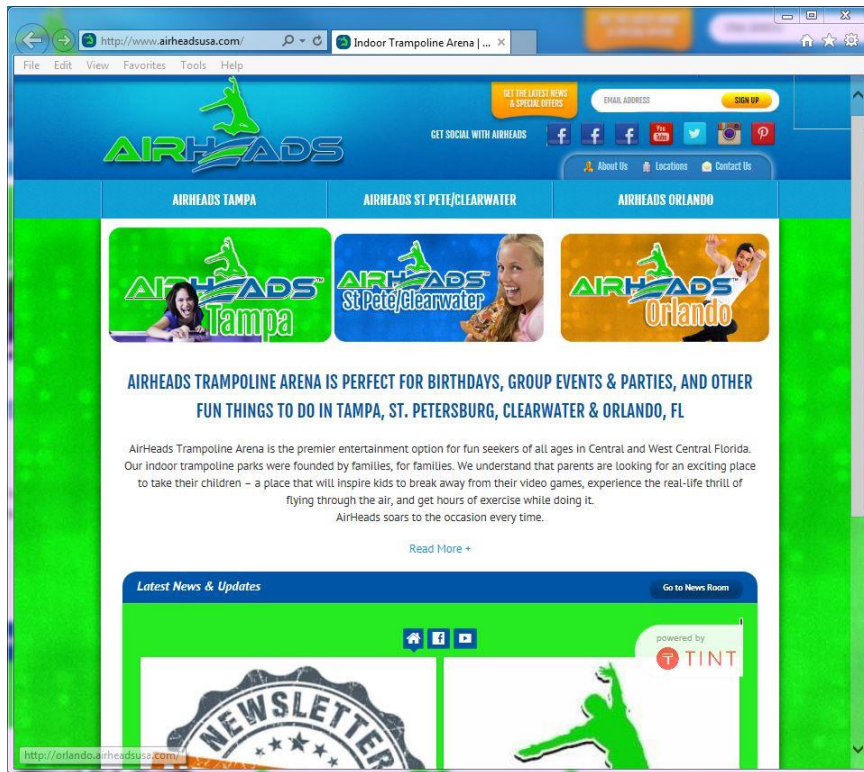 http://www.airheadsusa.com/
Indoor Trampoline Arena | ...
File Edit View Favorites Tools Help
GET THE LATEST NEWS
& SPECIAL OFFERS
EMAIL ADDRESS
SIGN UP
AIRHEADS
GET SOCIAL WITH AIRHEADS
You
Tube
About Us Locations Contact Us
AIRHEADS TAMPA AIRHEADS ST.PETE/CLEARWATER AIRHEADS ORLANDO
AIRHEADS™
Tampa
AIRHEADS™
St Pete/Clearwater
AIRHEADS™
Orlando
AIRHEADS TRAMPOLINE ARENA IS PERFECT FOR BIRTHDAYS, GROUP EVENTS & PARTIES, AND OTHER
FUN THINGS TO DO IN TAMPA, ST. PETERSBURG, CLEARWATER & ORLANDO, FL
AirHeads Trampoline Arena is the premier entertainment option for fun seekers of all ages in Central and West Central Florida.
Our indoor trampoline parks were founded by families, for families. We understand that parents are looking for an exciting place
to take their children – a place that will inspire kids to break away from their video games, experience the real-life thrill of
flying through the air, and get hours of exercise while doing it.
AirHeads soars to the occasion every time.
Read More +
Latest News & Updates
Go to News Room
powered by
TINT
NEWSLETTER
http://orlando.airheadsusa.com/